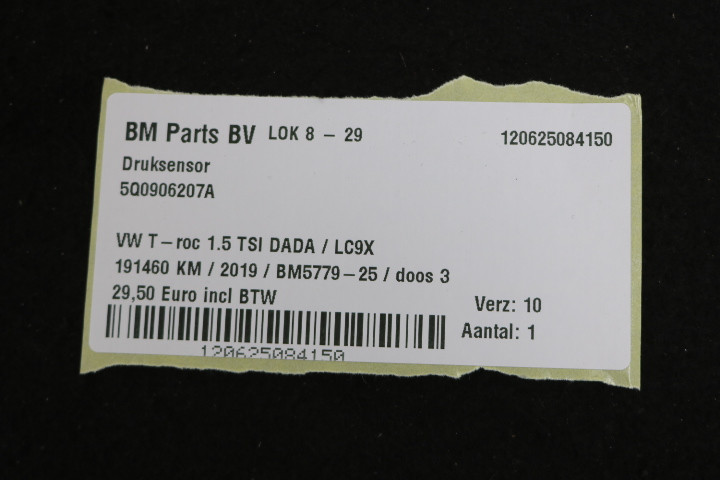 BM Parts BV LOK 8 - 29 120625084150
Druksensor
5Q0906207A
VW T-roc 1.5 TSI DADA / LC9X
191460 KM / 2019 / BM5779-25 / doos 3
29,50 Euro incl BTW
Verz: 10
Aantal: 1
120625084150